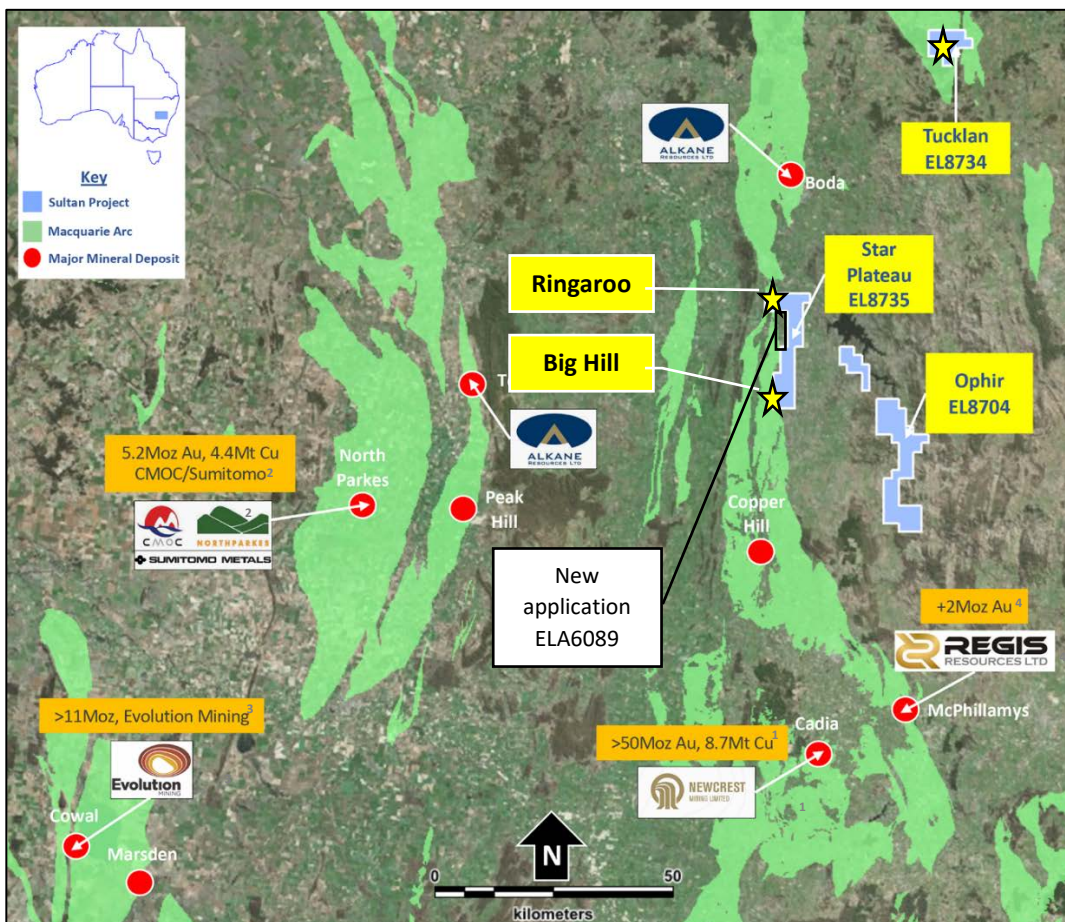 Key
Sultan Project
Macquarie Arc
Major Mineral Deposit
ALKANE
RESOURCES LTD
Boda
Tucklan
EL8734
Star
Plateau
EL8735
Ringaroo
Big Hill
Ophir
EL8704
T
ALKANE
RESOURCES LTD
5.2Moz Au, 4.4Mt Cu
CMOC/Sumitomo2
North
Parkes
Peak
Hill
2
CMOC
NORTHPARKES
SUMITOMO METALS
Copper
Hill
New
application
ELA6089
+2Moz Au 4
REGIS
RESOURCES LTD
McPhillamys
>11Moz, Evolution Mining3
Evolution
MINING
Cowal
Marsden
>50Moz Au, 8.7Mt Cu1
Cadia
NEWCREST
MINING LIMITED
1
N
0
50
kilometers